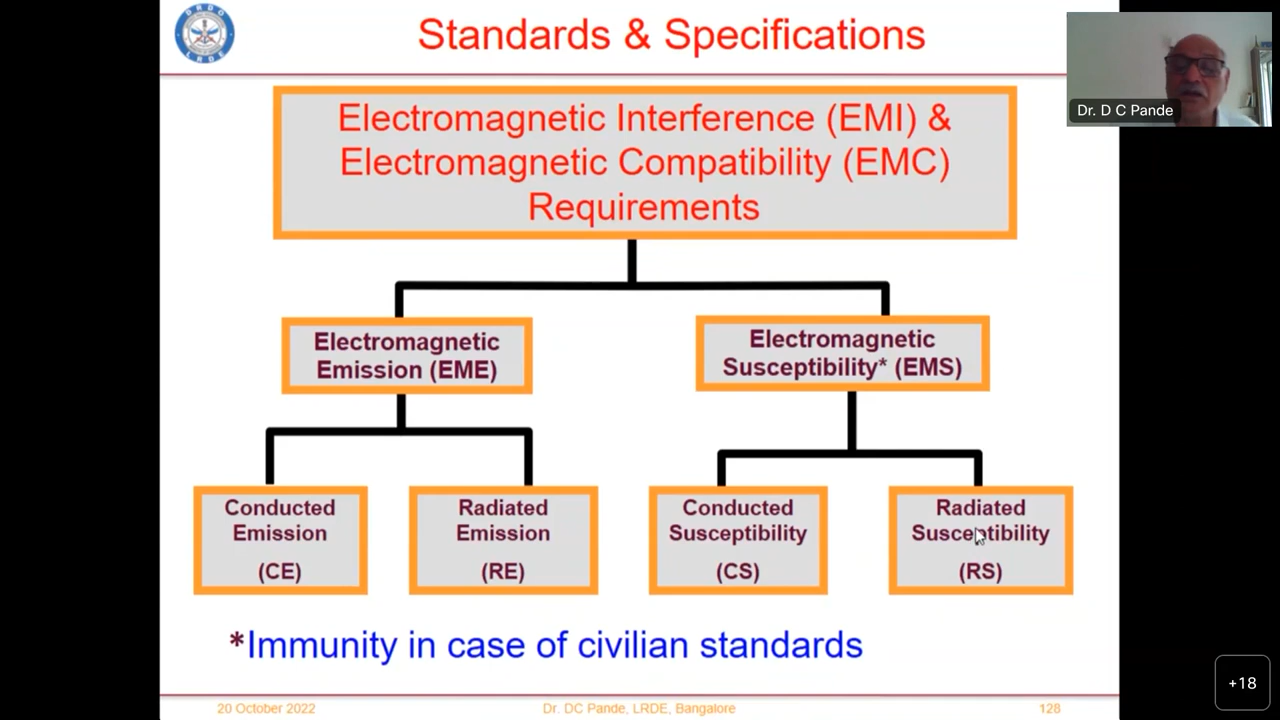 DRDO
LRDE
Standards & Specifications
Dr. D C Pande
Electromagnetic Interference (EMI) &
Electromagnetic Compatibility (EMC)
Requirements
Electromagnetic
Emission (EME)
Electromagnetic
Susceptibility* (EMS)
Conducted
Emission
(CE)
Radiated
Emission
(RE)
Conducted
Susceptibility
(CS)
Radiated
Susceptibility
(RS)
*Immunity in case of civilian standards
20 October 2022
Dr. DC Pande, LRDE, Bangalore
128
+18